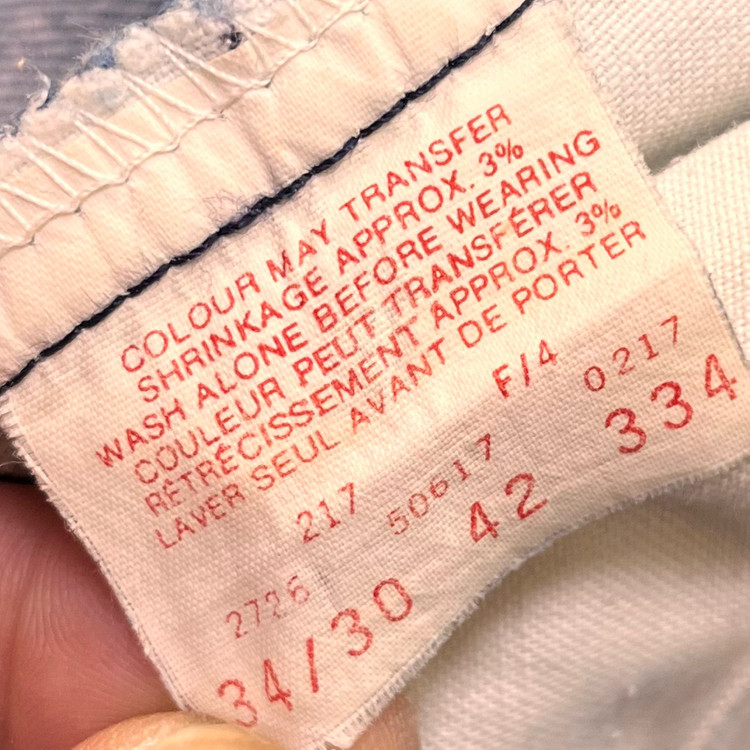 COLOUR MAY TRANSFER
SHRINKAGE APPROX. 3%
WASH ALONE BEFORE WEARING
COULEUR PEUT TRANSFÉRER
RÉTRÉCISSEMENT APPROX. 3%
LAVER SEUL AVANT DE PORTER
217 F/4
50617 0217
2726 42 334
34/30